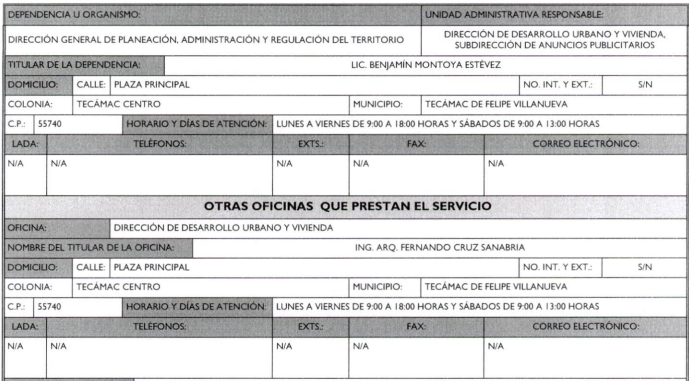 DEPENDENCIA U ORGANISMO: UNIDAD ADMINISTRATIVA RESPONSABLE:
DIRECCIÓN GENERAL DE PLANEACIÓN, ADMINISTRACIÓN Y REGULACIÓN DEL TERRITORIO DIRECCIÓN DE DESARROLLO URBANO Y VIVIENDA,
SUBDIRECCIÓN DE ANUNCIOS PUBLICITARIOS
TITULAR DE LA DEPENDENCIA: LIC. BENJAMÍN MONTOYA ESTÉVEZ
DOMICILIO: CALLE: PLAZA PRINCIPAL NO. INT. Y EXT.: S/N
COLONIA: TECÁMAC CENTRO MUNICIPIO: TECÁMAC DE FELIPE VILLANUEVA
C.P.: 55740 HORARIO Y DÍAS DE ATENCIÓN: LUNES A VIERNES DE 9:00 A 18:00 HORAS Y SÁBADOS DE 9:00 A 13:00 HORAS
LADA: TELÉFONOS: EXTS.: FAX: CORREO ELECTRÓNICO:
N/A N/A N/A N/A N/A
OTRAS OFICINAS QUE PRESTAN EL SERVICIO
OFICINA: DIRECCIÓN DE DESARROLLO URBANO Y VIVIENDA
NOMBRE DEL TITULAR DE LA OFICINA: ING. ARQ. FERNANDO CRUZ SANABRIA
DOMICILIO: CALLE: PLAZA PRINCIPAL NO. INT. Y EXT.: S/N
COLONIA: TECÁMAC CENTRO MUNICIPIO: TECÁMAC DE FELIPE VILLANUEVA
C.P.: 55740 HORARIO Y DÍAS DE ATENCIÓN: LUNES A VIERNES DE 9:00 A 18:00 HORAS Y SÁBADOS DE 9:00 A 13:00 HORAS
LADA: TELÉFONOS: EXTS.: FAX: CORREO ELECTRÓNICO:
N/A N/A N/A N/A N/A